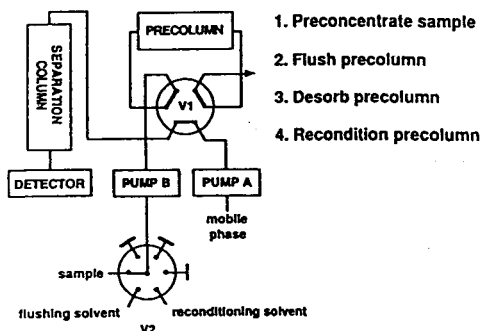 PRECOLUMN
1. Preconcentrate sample
2. Flush precolumn
3. Desorb precolumn
4. Recondition precolumn
SEPARATION
COLUMN
V1
DETECTOR
PUMP B
PUMP A
mobile
phase
sample
flushing solvent
reconditioning solvent
V2